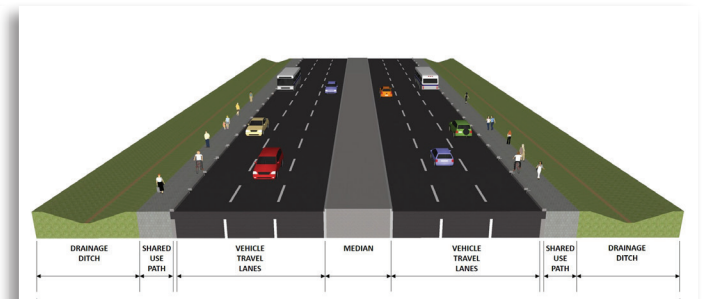 DRAINAGE
DITCH
SHARED
USE
PATH
VEHICLE
TRAVEL
LANES
MEDIAN
VEHICLE
TRAVEL
LANES
SHARED
USE
PATH
DRAINAGE
DITCH